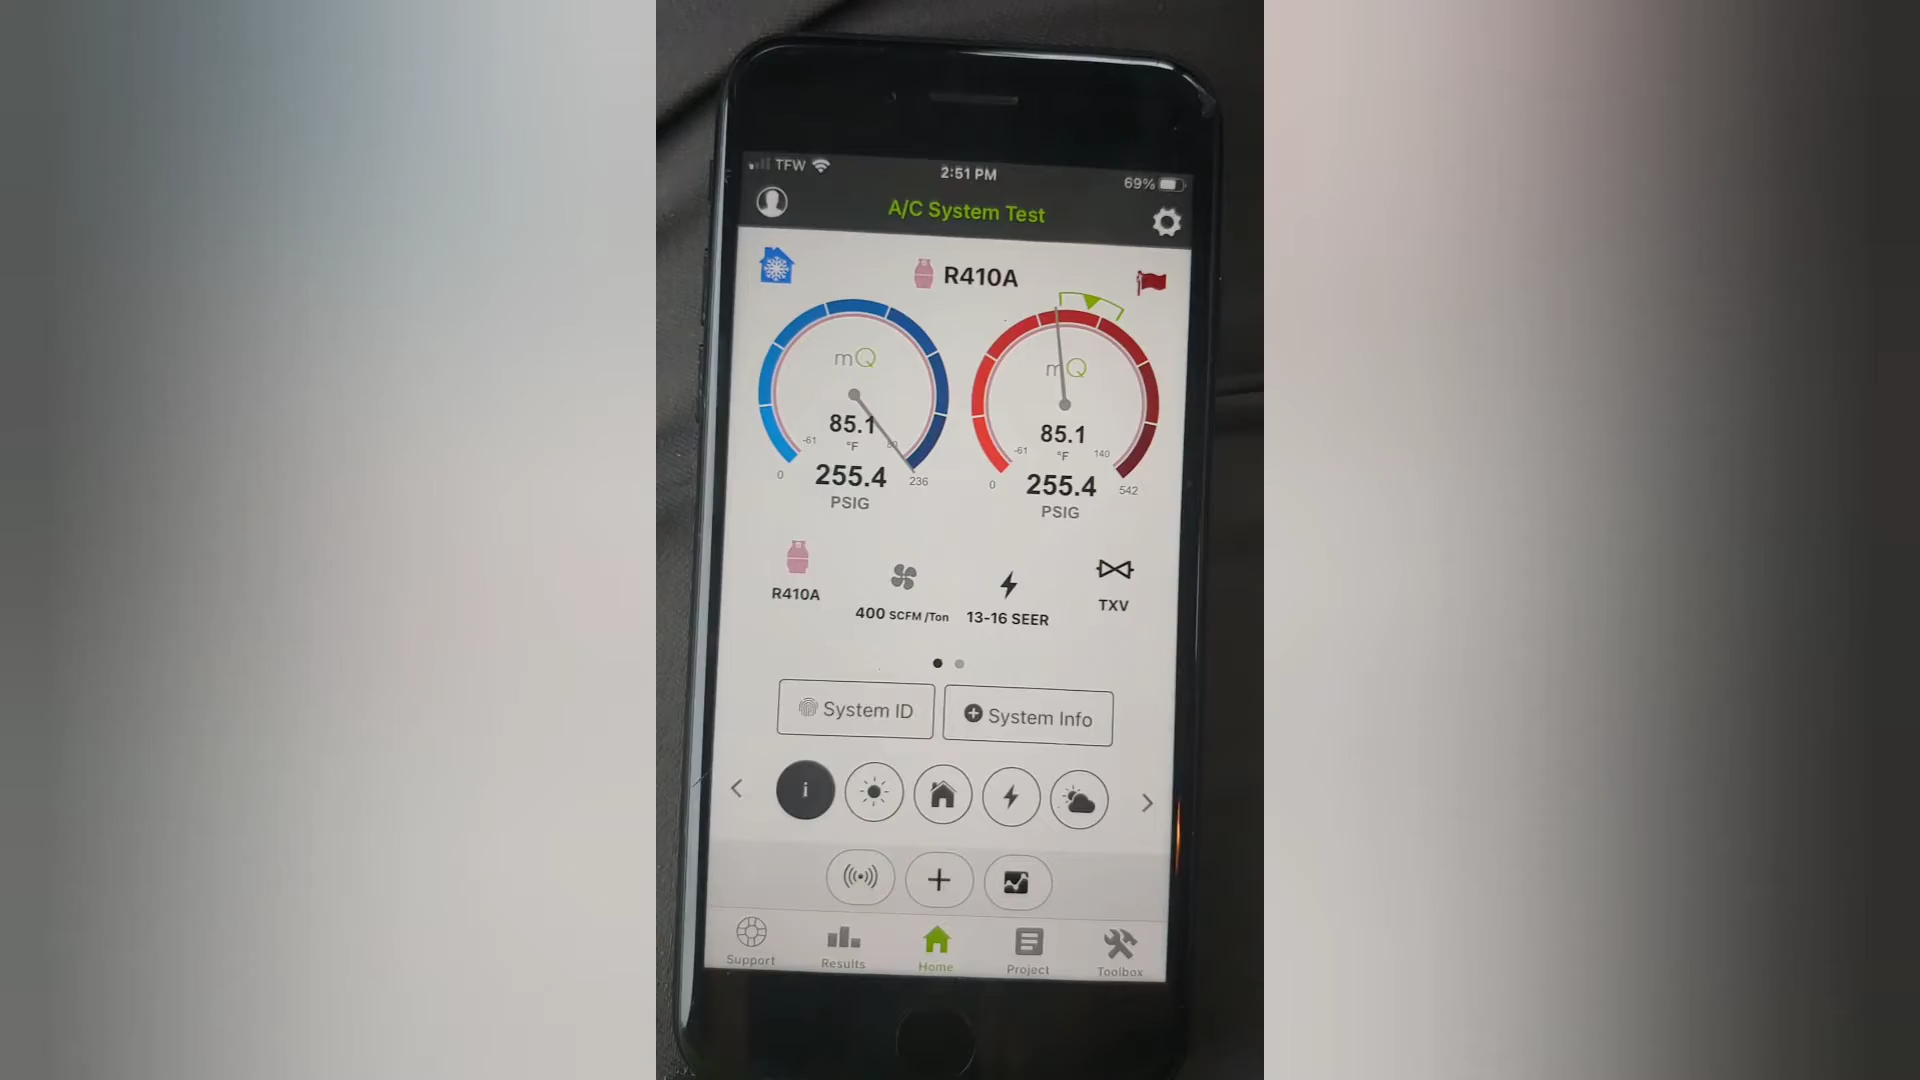 TFW
2:51 PM
69%
A/C System Test
R410A
mQ
85.1
°F
-61
80
255.4
0
236
PSIG
mQ
85.1
°F
-61
140
255.4
0
542
PSIG
R410A
400 SCFM/Ton
13-16 SEER
TXV
System ID
System Info
i
Support
Results
Home
Project
Toolbox